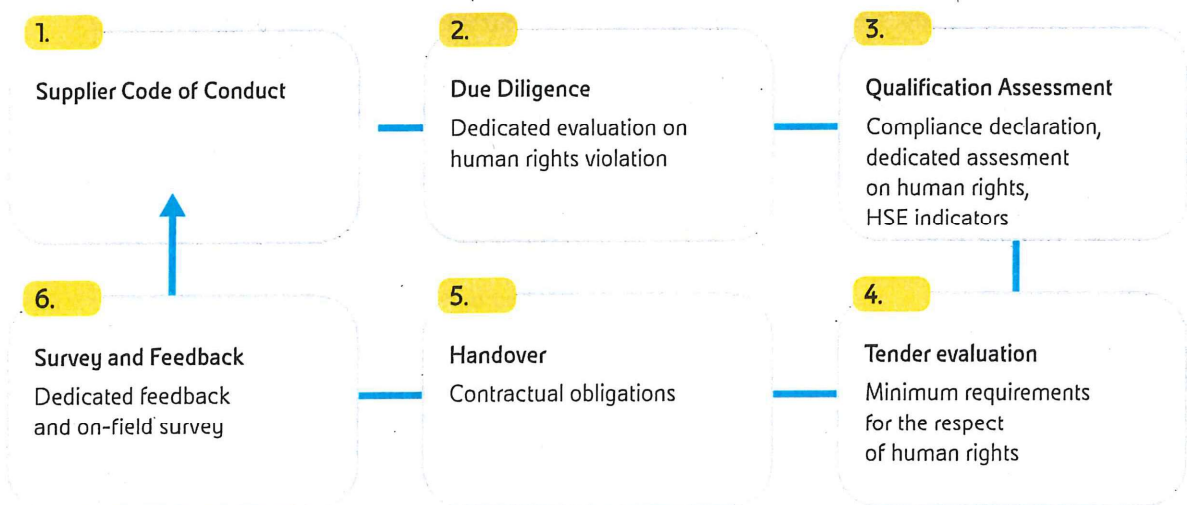 1.
Supplier Code of Conduct
2.
Due Diligence
Dedicated evaluation on
human rights violation
3.
Qualification Assessment
Compliance declaration,
dedicated assesment
on human rights,
HSE indicators
6.
Survey and Feedback
Dedicated feedback
and on-field survey
5.
Handover
Contractual obligations
4.
Tender evaluation
Minimum requirements
for the respect
of human rights